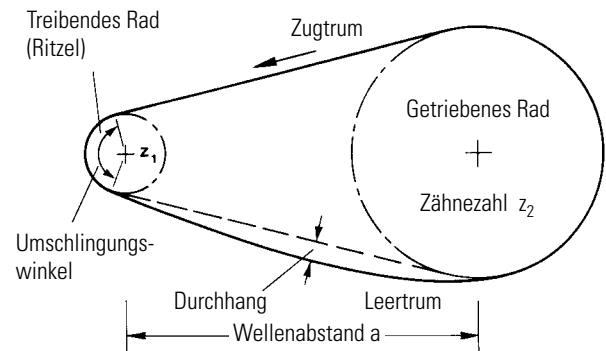 Treibendes Rad
(Ritzel)
Zugtrum
Getriebenes Rad
z₁
Zähnezahl z₂
Umschlingungs-
winkel
Durchhang
Leertrum
Wellenabstand a